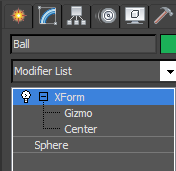 Ball
Modifier List
XForm
Gizmo
Center
Sphere